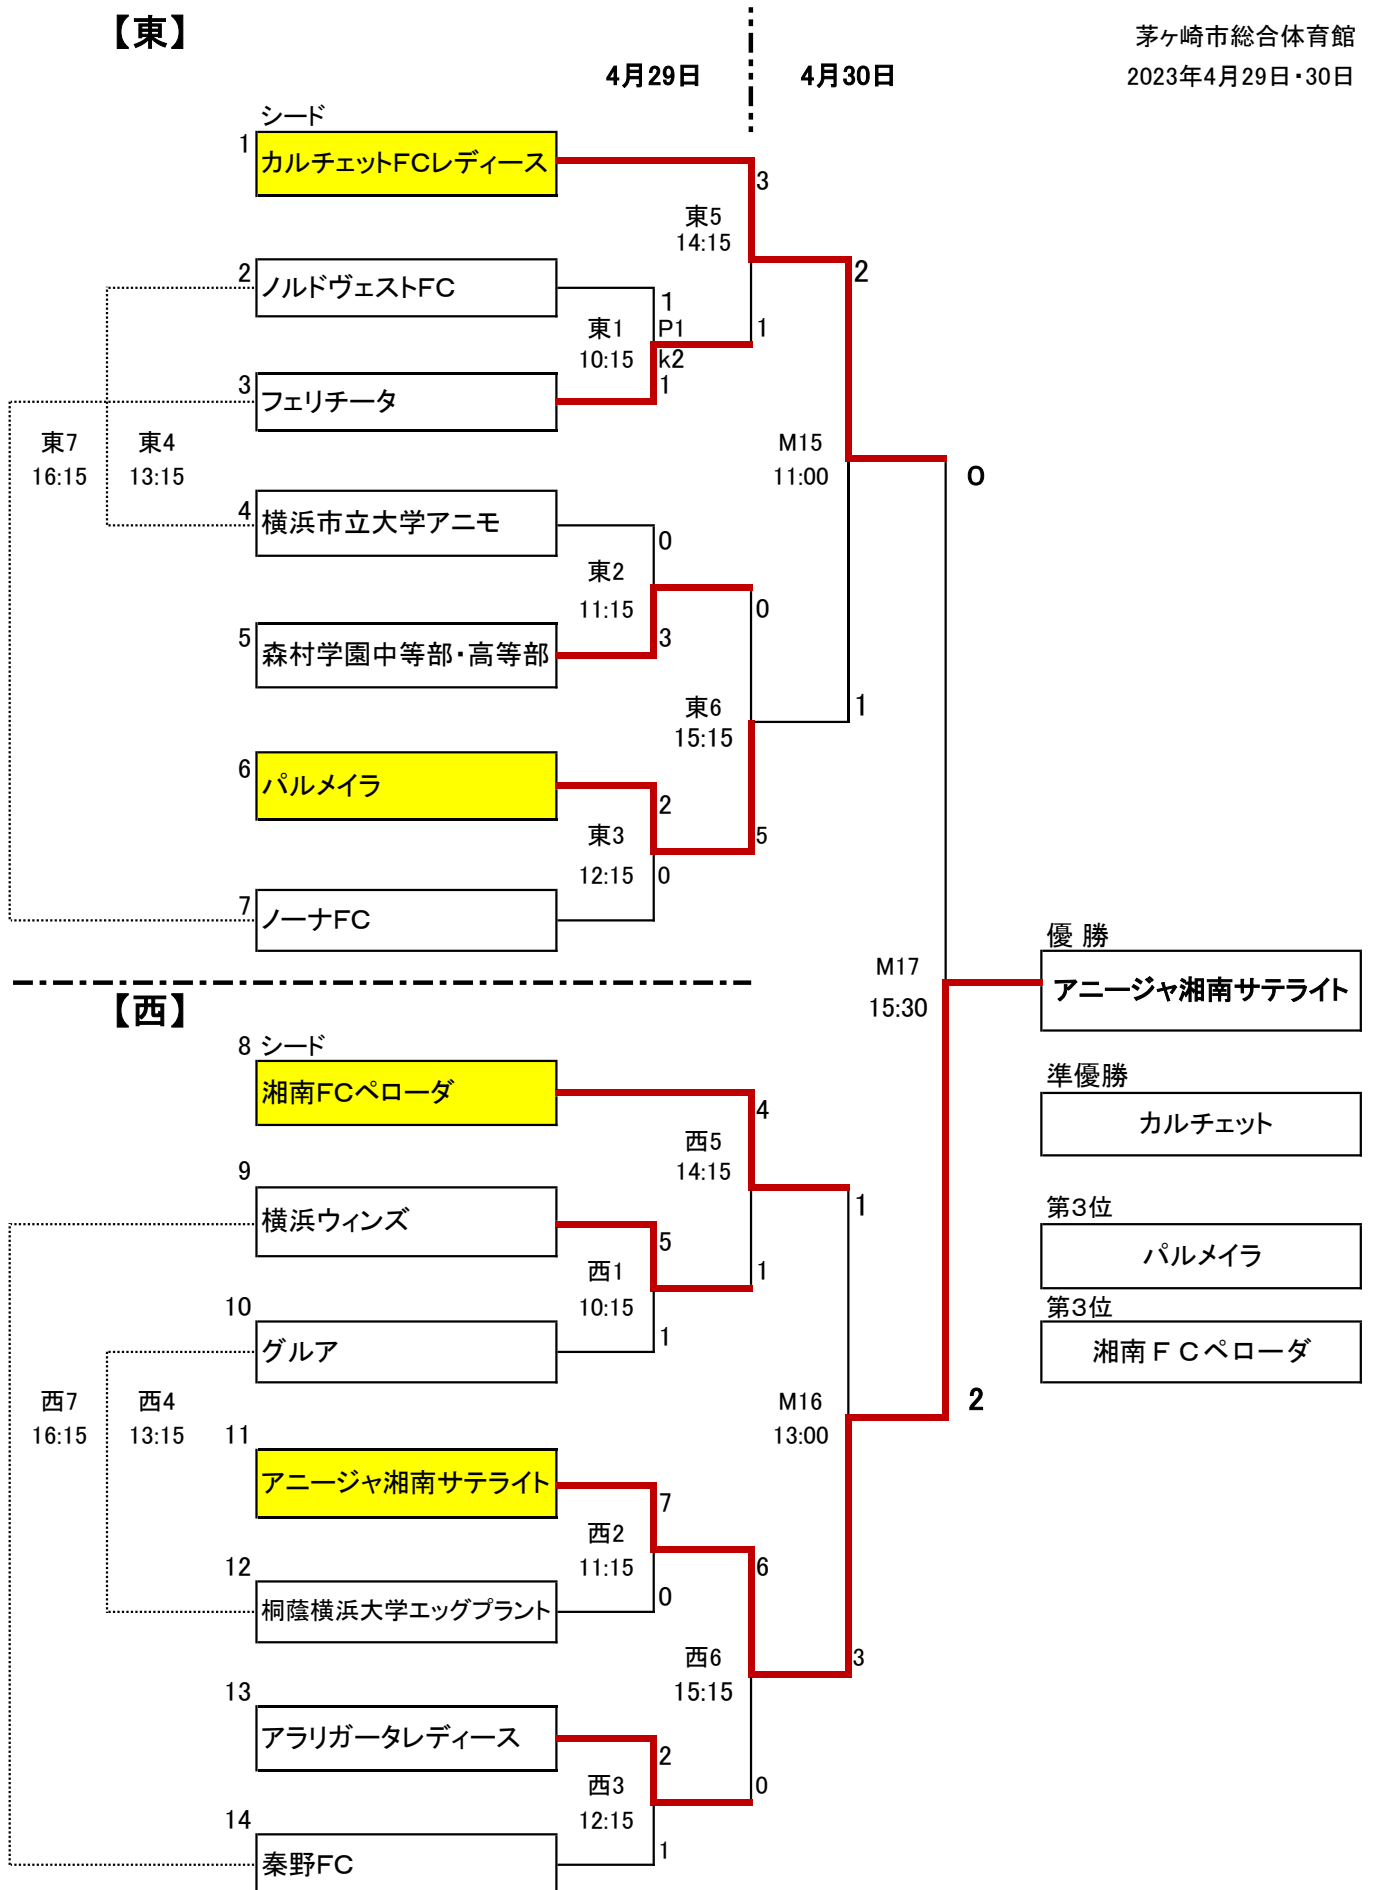 【東】
茅ヶ崎市総合体育館
4月29日
4月30日
2023年4月29日・30日
シード
1
カルチェットFCレディース
3
東5
14:15
2
2
ノルドヴェストFC
1
東1
P1
1
10:15
k2
3
フェリチータ
1
東7
東4
M15
16:15
13:15
11:00
0
4
横浜市立大学アニモ
0
東2
11:15
0
5
森村学園中等部・高等部
3
東6
1
15:15
6
パルメイラ
2
東3
5
12:15
0
7
ノーナFC
優 勝
M17
アニージャ湘南サテライト
15:30
【西】
8
シード
準優勝
湘南FCペローダ
4
カルチェット
西5
14:15
9
1
第3位
横浜ウィンズ
5
パルメイラ
西1
1
10
10:15
第3位
グルア
1
湘南ＦＣペローダ
西7
西4
M16
2
16:15
13:15
13:00
11
アニージャ湘南サテライト
7
西2
12
11:15
6
桐蔭横浜大学エッグプラント
0
西6
3
13
15:15
アラリガータレディース
2
西3
0
14
12:15
秦野FC
1